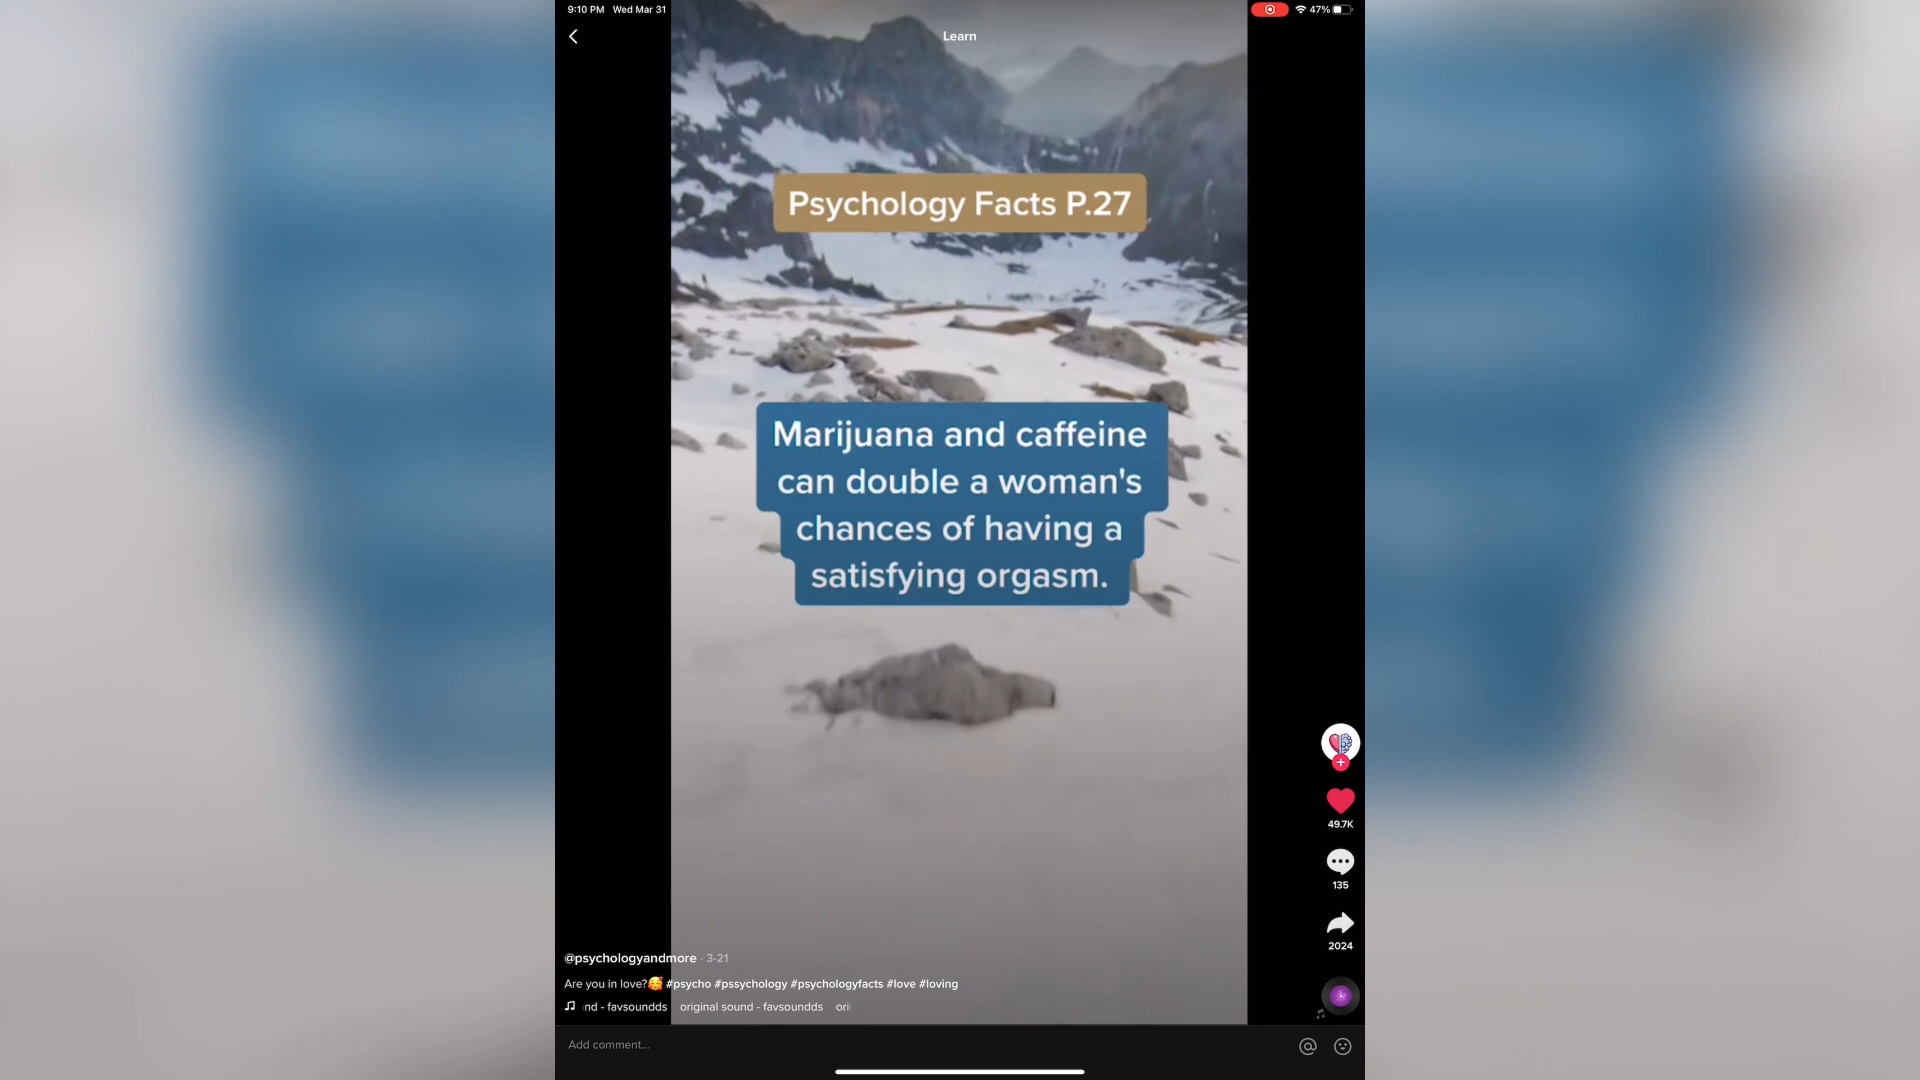 9:10 PM Wed Mar 31
47%
Learn
Psychology Facts P.27
Marijuana and caffeine
can double a woman's
chances of having a
satisfying orgasm.
49.7K
135
2024
@psychologyandmore · 3-21
Are you in love?🥰 #psycho #pssychology #psychologyfacts #love #loving
nd - favsoundds original sound - favsoundds ori
Add comment...